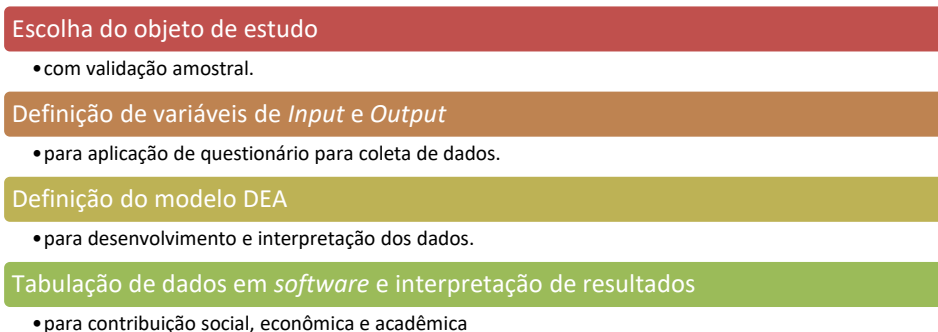 Escolha do objeto de estudo
•com validação amostral.
Definição de variáveis de Input e Output
•para aplicação de questionário para coleta de dados.
Definição do modelo DEA
•para desenvolvimento e interpretação dos dados.
Tabulação de dados em software e interpretação de resultados
•para contribuição social, econômica e acadêmica